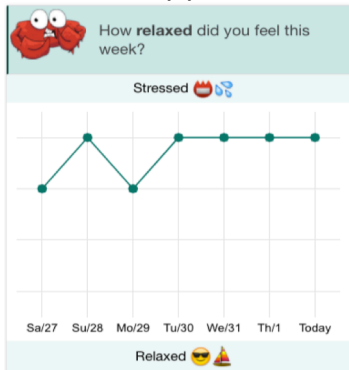 How relaxed did you feel this
week?
Stressed 📛💦
Sa/27 Su/28 Mo/29 Tu/30 We/31 Th/1 Today
Relaxed 😎⛵